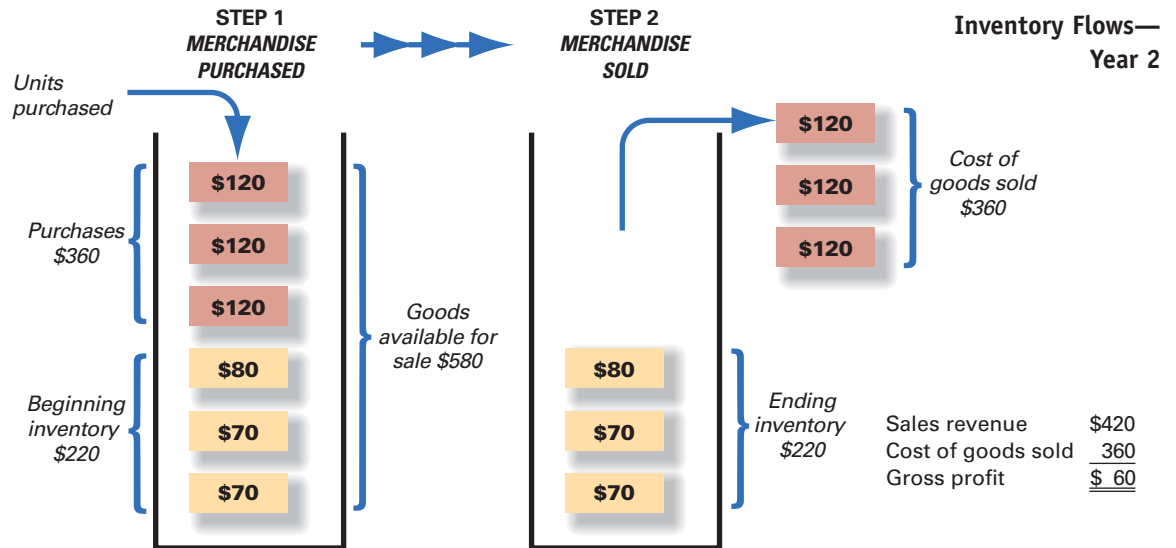 STEP 1
MERCHANDISE
PURCHASED
STEP 2
MERCHANDISE
SOLD
Inventory Flows—
Year 2
Units
purchased
Purchases
$360
Beginning
inventory
$220
$120
$120
$120
$80
$70
$70
Goods
available for
sale $580
$80
$70
$70
Ending
inventory
$220
$120
$120
$120
Cost of
goods sold
$360
Sales revenue $420
Cost of goods sold 360
Gross profit $ 60